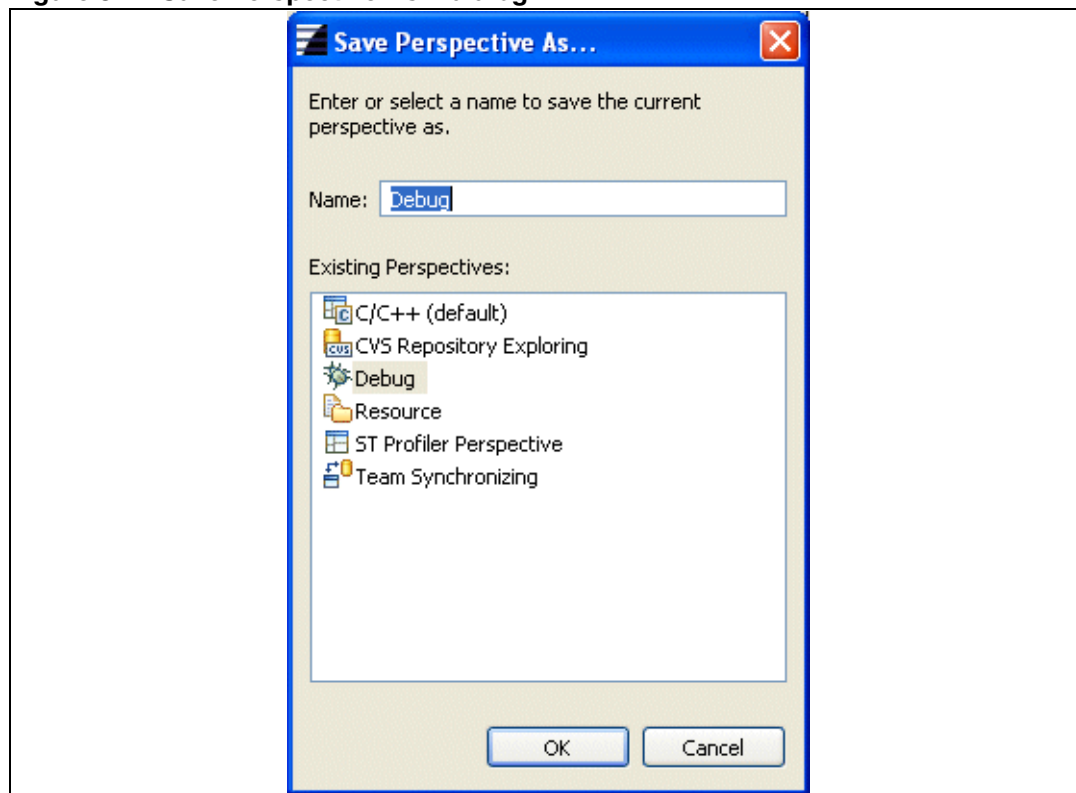 Save Perspective As...
Enter or select a name to save the current
perspective as.
Name: Debug
Existing Perspectives:
C/C++ (default)
CVS Repository Exploring
Debug
Resource
ST Profiler Perspective
Team Synchronizing
OK Cancel